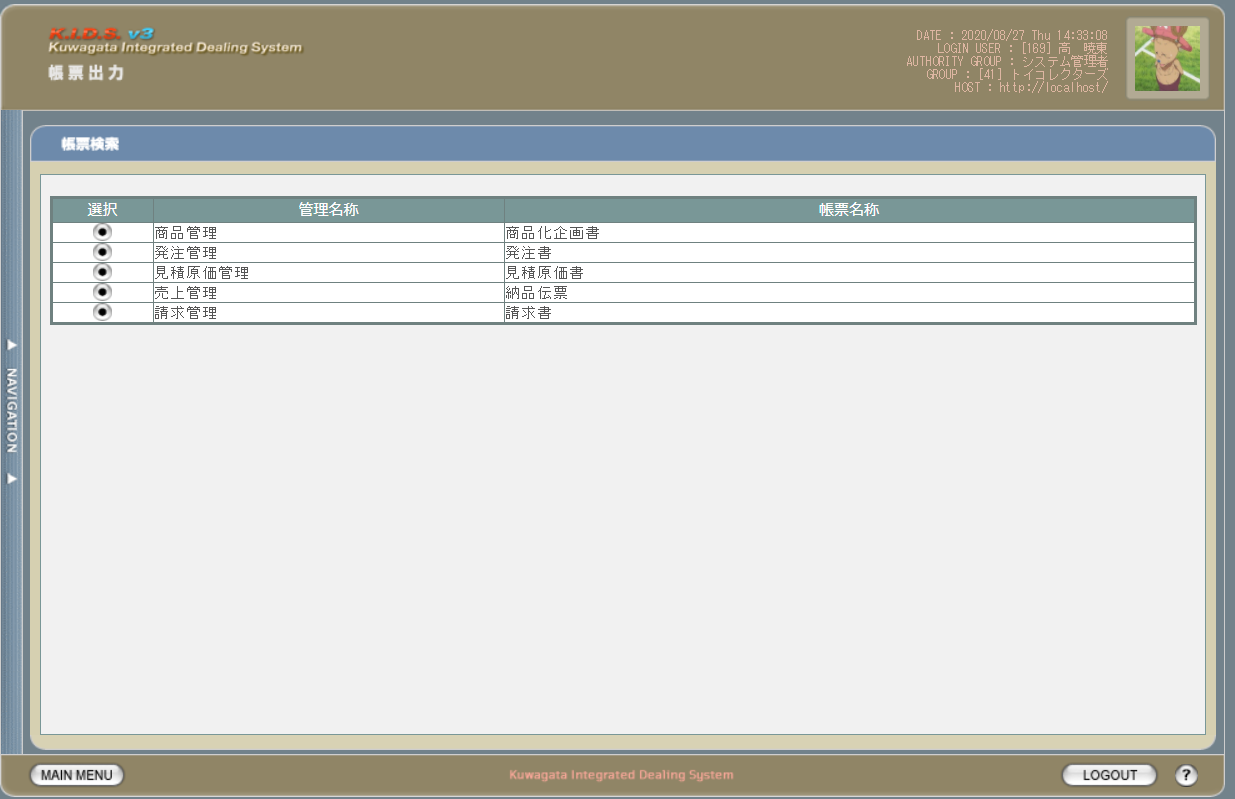 K.I.D.S. v3
Kuwagata Integrated Dealing System
帳票出力
DATE : 2020/08/27 Thu 14:33:08
LOGIN USER : [169] 高　暁東
AUTHORITY GROUP : システム管理者
GROUP : [41] トイコレクターズ
HOST : http://localhost/
帳票検索
選択 管理名称 帳票名称
商品管理 商品化企画書
発注管理 発注書
見積原価管理 見積原価書
売上管理 納品伝票
請求管理 請求書
NAVIGATION
MAIN MENU Kuwagata Integrated Dealing System LOGOUT ?